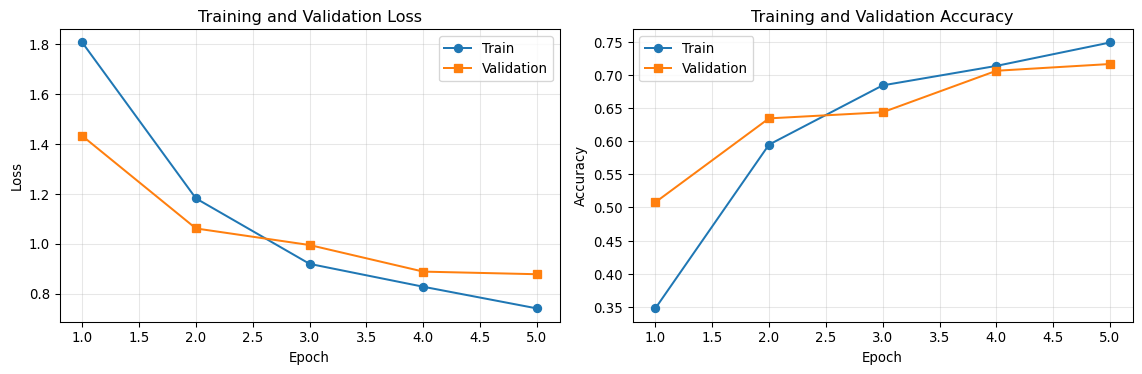 Training and Validation Loss
Train
Validation
Loss
1.8
1.6
1.4
1.2
1.0
0.8
1.0 1.5 2.0 2.5 3.0 3.5 4.0 4.5 5.0
Epoch
Training and Validation Accuracy
Train
Validation
Accuracy
0.75
0.70
0.65
0.60
0.55
0.50
0.45
0.40
0.35
1.0 1.5 2.0 2.5 3.0 3.5 4.0 4.5 5.0
Epoch